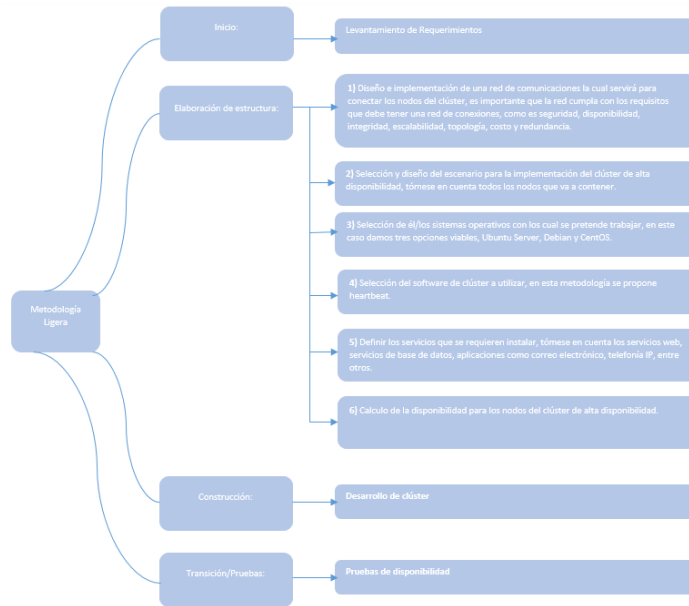 Inicio:
Levantamiento de Requerimientos
Elaboración de estructura:
1) Diseño e implementación de una red de comunicaciones la cual servirá para
conectar los nodos del clúster, es importante que la red cumpla con los requisitos
que debe tener una red de conexiones, como es seguridad, disponibilidad,
integridad, escalabilidad, topología, costo y redundancia.
2) Selección y diseño del escenario para la implementación del clúster de alta
disponibilidad, tómese en cuenta todos los nodos que va a contener.
3) Selección de él/los sistemas operativos con los cual se pretende trabajar, en este
caso damos tres opciones viables, Ubuntu Server, Debian y CentOS.
4) Selección del software de clúster a utilizar, en esta metodología se propone
heartbeat.
5) Definir los servicios que se requieren instalar, tómese en cuenta los servicios web,
servicios de base de datos, aplicaciones como correo electrónico, telefonía IP, entre
otros.
6) Calculo de la disponibilidad para los nodos del clúster de alta disponibilidad.
Metodología
Ligera
Construcción:
Desarrollo de clúster
Transición/Pruebas:
Pruebas de disponibilidad